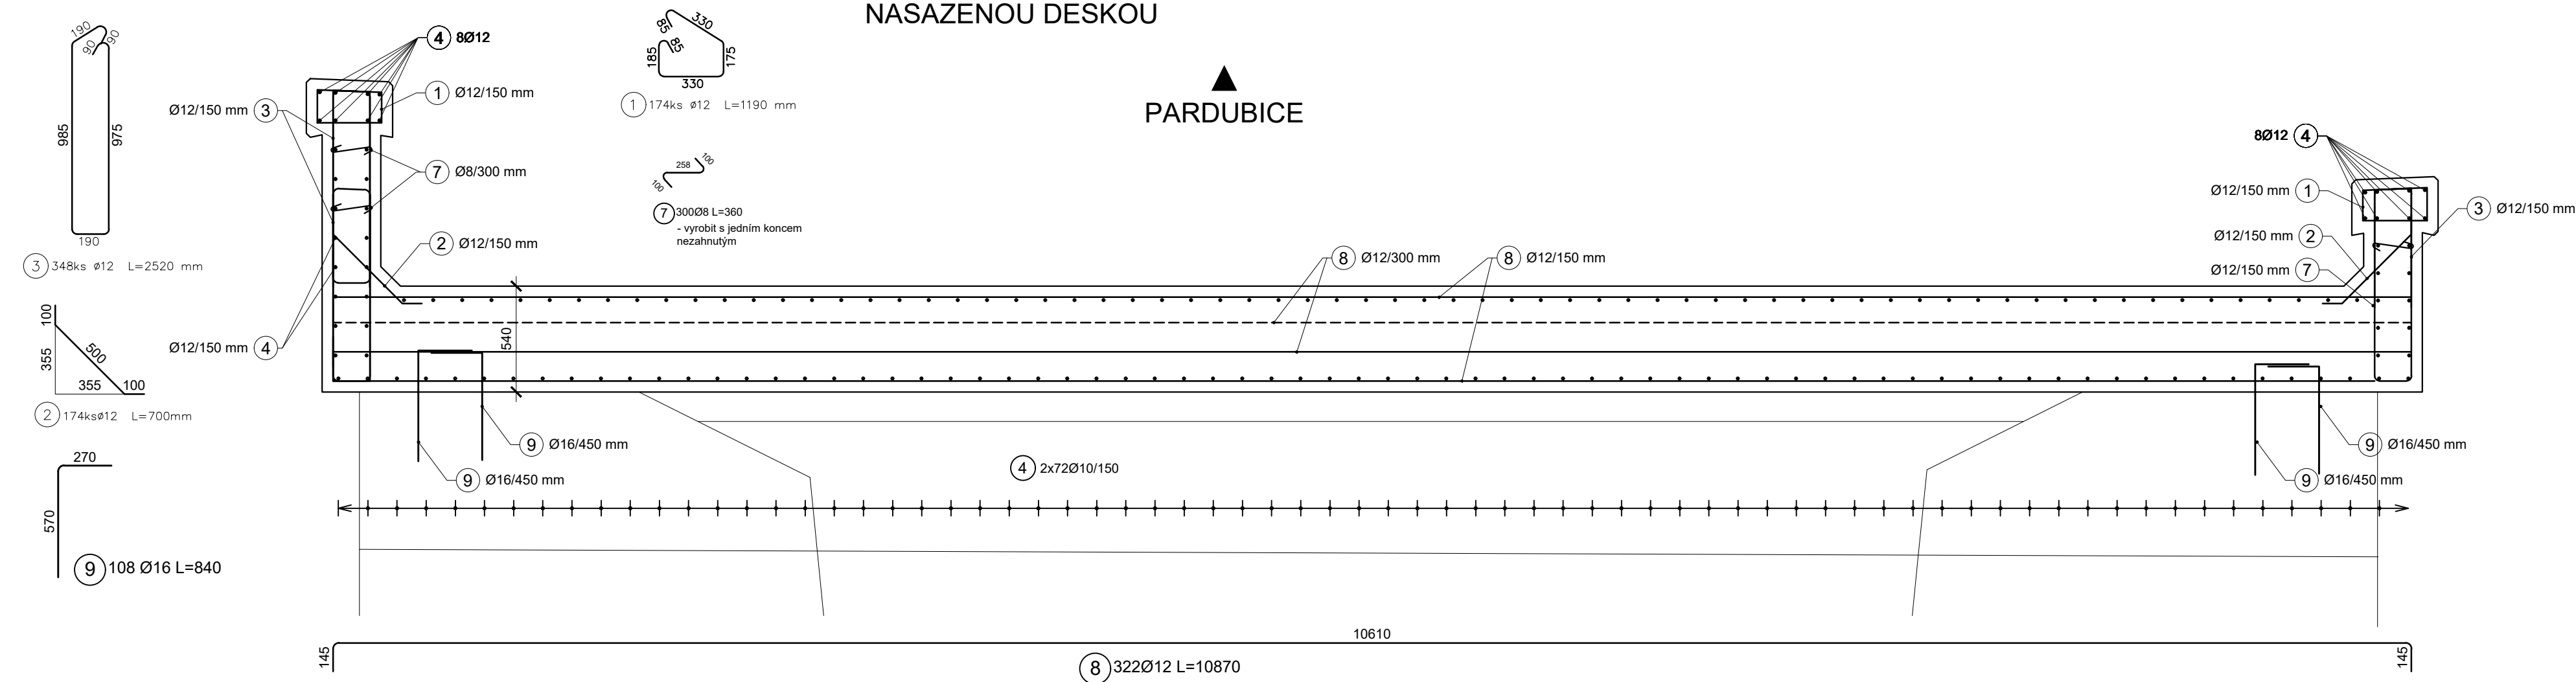 NASAZENOU DESKOU
PARDUBICE
190
90
90
985
975
190
3 348ks ø12 L=2520 mm
100
355
500
355
100
2 174ksø12 L=700mm
270
570
9 108 Ø16 L=840
4 8Ø12
1 Ø12/150 mm
Ø12/150 mm 3
7 Ø8/300 mm
2 Ø12/150 mm
Ø12/150 mm 4
85
330
85
185
175
330
1 174ks ø12 L=1190 mm
258
100
100
7 300Ø8 L=360
- vyrobit s jedním koncem
nezahnutým
8 Ø12/300 mm
8 Ø12/150 mm
540
9 Ø16/450 mm
9 Ø16/450 mm
4 2x72Ø10/150
8Ø12 4
Ø12/150 mm 1
3 Ø12/150 mm
Ø12/150 mm 2
Ø12/150 mm 7
9 Ø16/450 mm
9 Ø16/450 mm
10610
145
145
8 322Ø12 L=10870